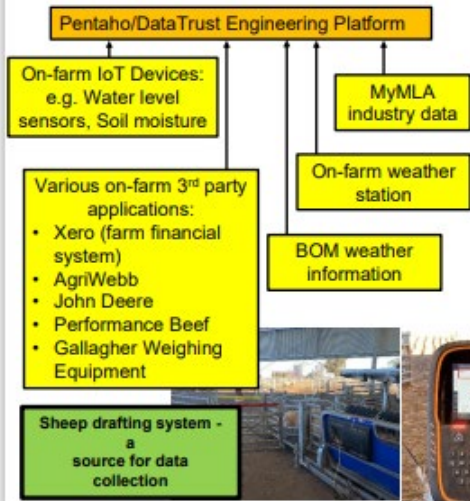 Pentaho/DataTrust Engineering Platform
On-farm IoT Devices:
e.g. Water level
sensors, Soil moisture
MyMLA
industry data
On-farm weather
station
Various on-farm 3rd party
applications:
• Xero (farm financial
system)
• AgriWebb
• John Deere
• Performance Beef
• Gallagher Weighing
Equipment
BOM weather
information
Sheep drafting system -
a
source for data
collection